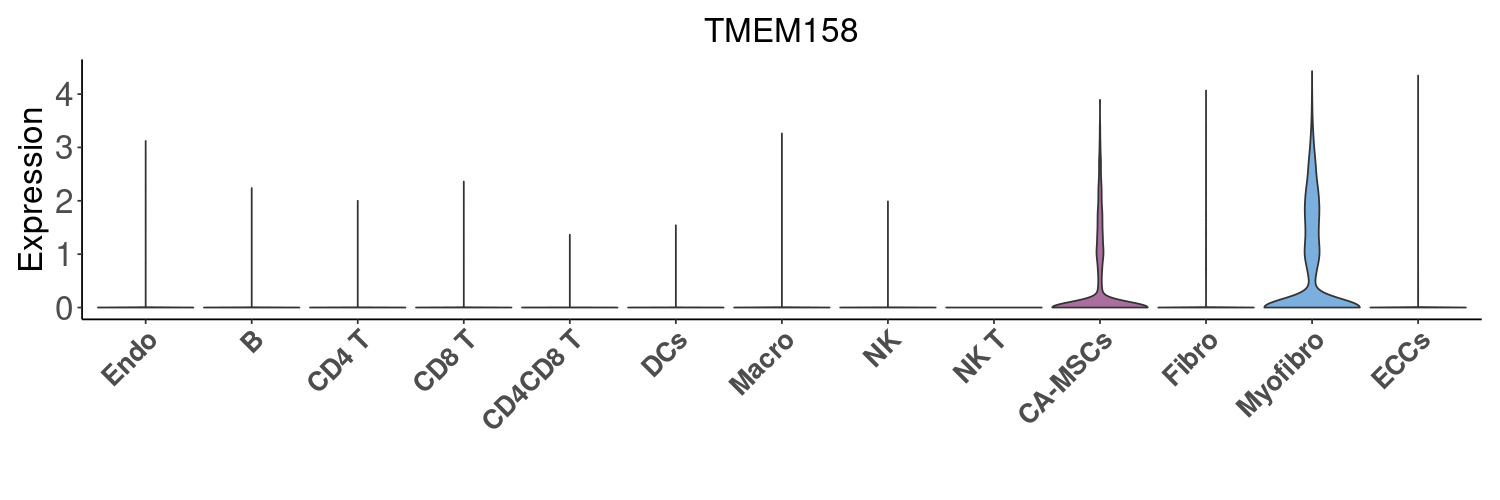 TMEM158
Expression
4
3
2
1
0
Endo
B
CD4 T
CD8 T
CD4CD8 T
DCs
Macro
NK
NK T
CA-MSCs
Fibro
Myofibro
ECCs